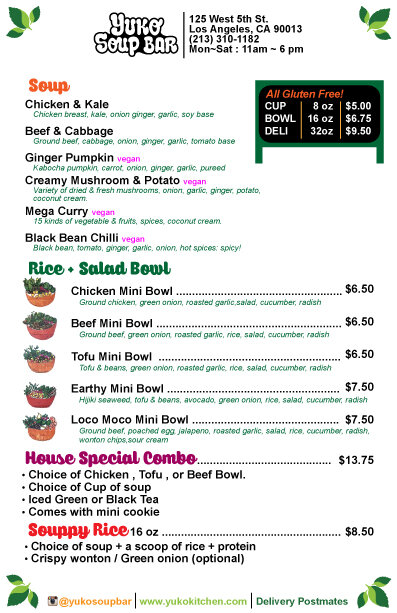 Yuko
Soup Bar
125 West 5th St.
Los Angeles, CA 90013
(213) 310-1182
Mon~Sat : 11am ~ 6 pm
Soup
All Gluten Free!
CUP 8 oz $5.00
BOWL 16 oz $6.75
DELI 32oz $9.50
Chicken & Kale
Chicken breast, kale, onion ginger, garlic, soy base
Beef & Cabbage
Ground beef, cabbage, onion, ginger, garlic, tomato base
Ginger Pumpkin vegan
Kabocha pumpkin, carrot, onion, ginger, garlic, pureed
Creamy Mushroom & Potato vegan
Variety of dried & fresh mushrooms, onion, garlic, ginger, potato,
coconut cream.
Mega Curry vegan
15 kinds of vegetable & fruits, spices, coconut cream.
Black Bean Chilli vegan
Black bean, tomato, ginger, garlic, onion, hot spices: spicy!
Rice + Salad Bowl
Chicken Mini Bowl ........................................ $6.50
Ground chicken, green onion, roasted garlic,salad, cucumber, radish
Beef Mini Bowl ........................................ $6.50
Ground beef, green onion, roasted garlic, rice, salad, cucumber, radish
Tofu Mini Bowl ........................................ $6.50
Tofu & beans, green onion, roasted garlic, rice, salad, cucumber, radish
Earthy Mini Bowl ........................................ $7.50
Hijiki seaweed, tofu & beans, avocado, green onion, rice, salad, cucumber, radish
Loco Moco Mini Bowl ........................................ $7.50
Ground beef, poached egg, jalapeno, roasted garlic, salad, rice, cucumber, radish,
wonton chips,sour cream
House Special Combo................................ $13.75
• Choice of Chicken , Tofu , or Beef Bowl.
• Choice of Cup of soup
• Iced Green or Black Tea
• Comes with mini cookie
Souppy Rice 16 oz ........................................ $8.50
• Choice of soup + a scoop of rice + protein
• Crispy wonton / Green onion (optional)
@yukosoupbar | www.yukokitchen.com | Delivery Postmates